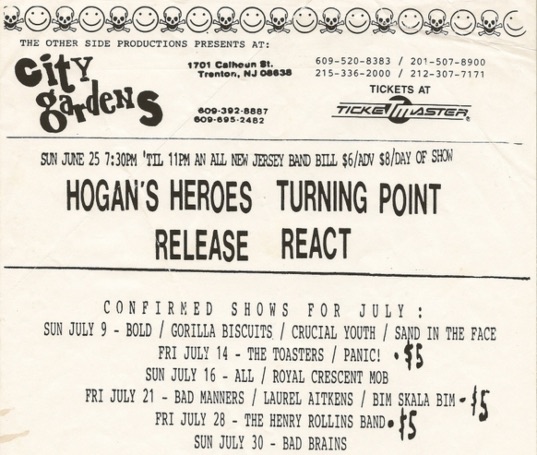 THE OTHER SIDE PRODUCTIONS PRESENTS AT:
City gardens
1701 Calhoun St.
Trenton, NJ 08638
609-392-8887
609-695-2482
609-520-8383 / 201-507-8900
215-336-2000 / 212-307-7171
TICKETS AT
TICKETMASTER
SUN JUNE 25 7:30PM 'TIL 11PM AN ALL NEW JERSEY BAND BILL $6/ADV $8/DAY OF SHOW
HOGAN'S HEROES TURNING POINT
RELEASE REACT
CONFIRMED SHOWS FOR JULY:
SUN JULY 9 - BOLD / GORILLA BISCUITS / CRUCIAL YOUTH / SAND IN THE FACE
FRI JULY 14 - THE TOASTERS / PANIC! • $5
SUN JULY 16 - ALL / ROYAL CRESCENT MOB
FRI JULY 21 - BAD MANNERS / LAUREL AITKENS / BIM SKALA BIM - $5
FRI JULY 28 - THE HENRY ROLLINS BAND • $5
SUN JULY 30 - BAD BRAINS